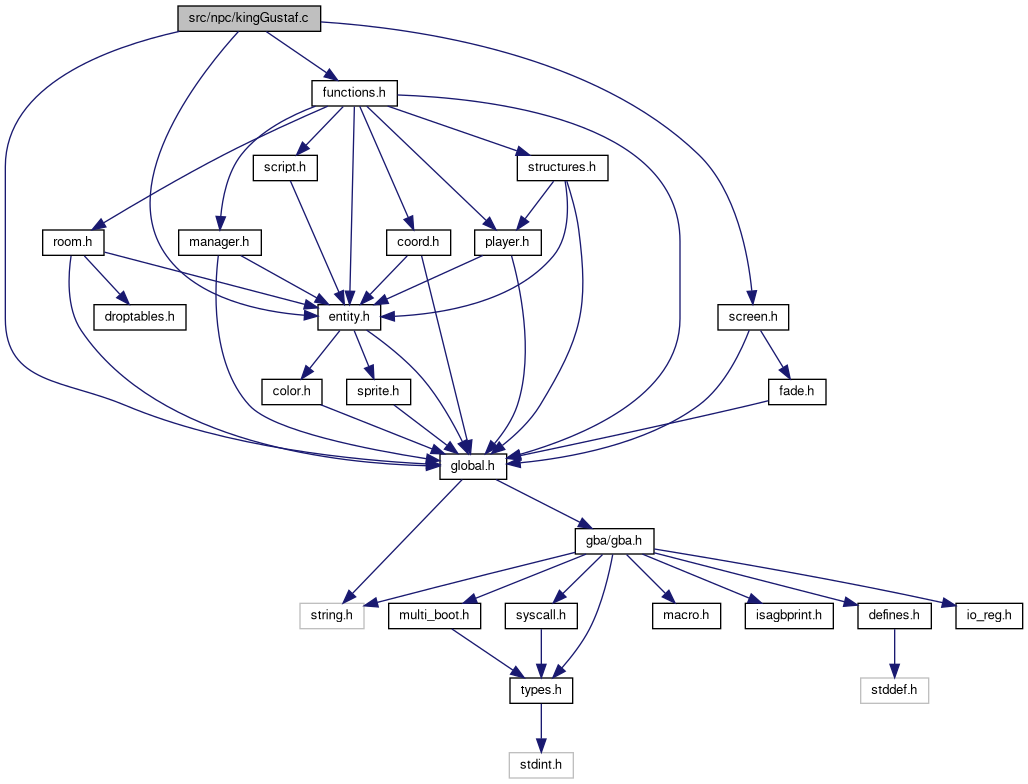 src/npc/kingGustaf.c
functions.h
script.h
structures.h
room.h
manager.h
coord.h
player.h
droptables.h
entity.h
screen.h
color.h
sprite.h
fade.h
global.h
gba/gba.h
string.h
multi_boot.h
syscall.h
macro.h
isagbprint.h
defines.h
io_reg.h
types.h
stddef.h
stdint.h